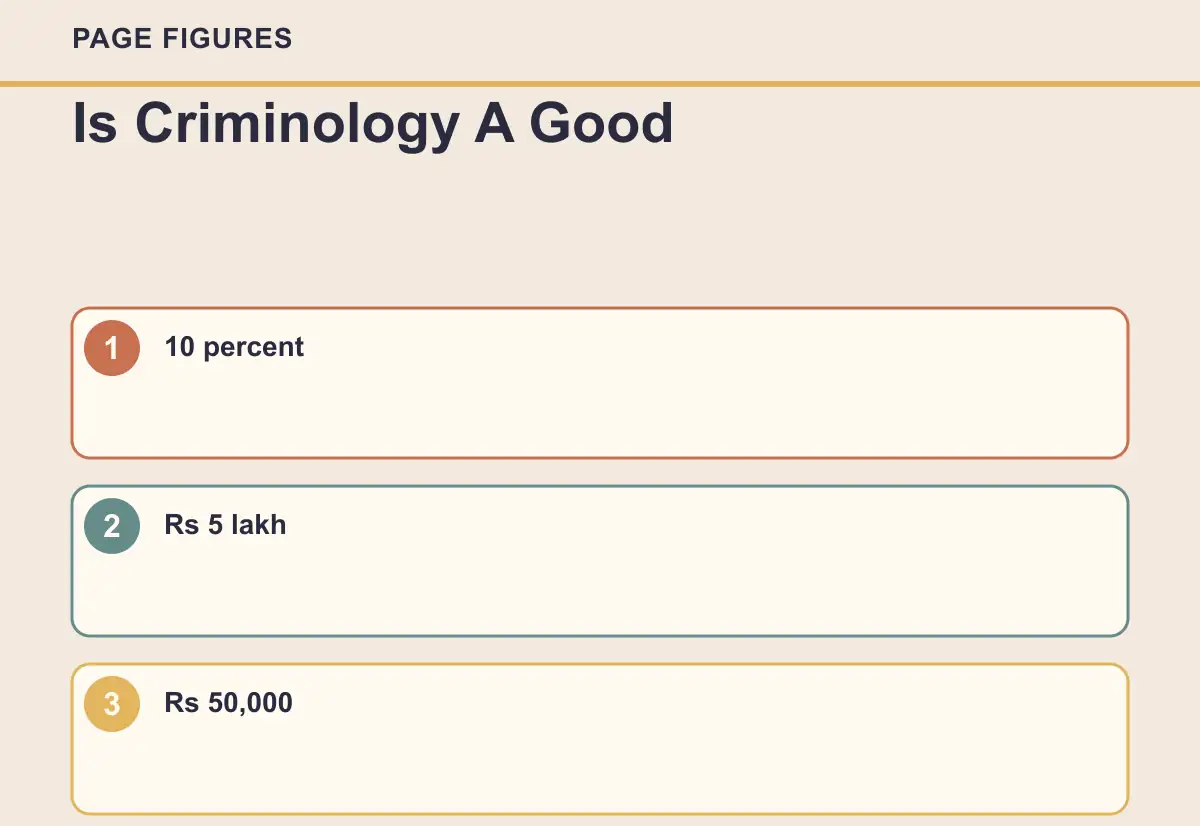 PAGE FIGURES
Is Criminology A Good
1
10 percent
2
Rs 5 lakh
3
Rs 50,000